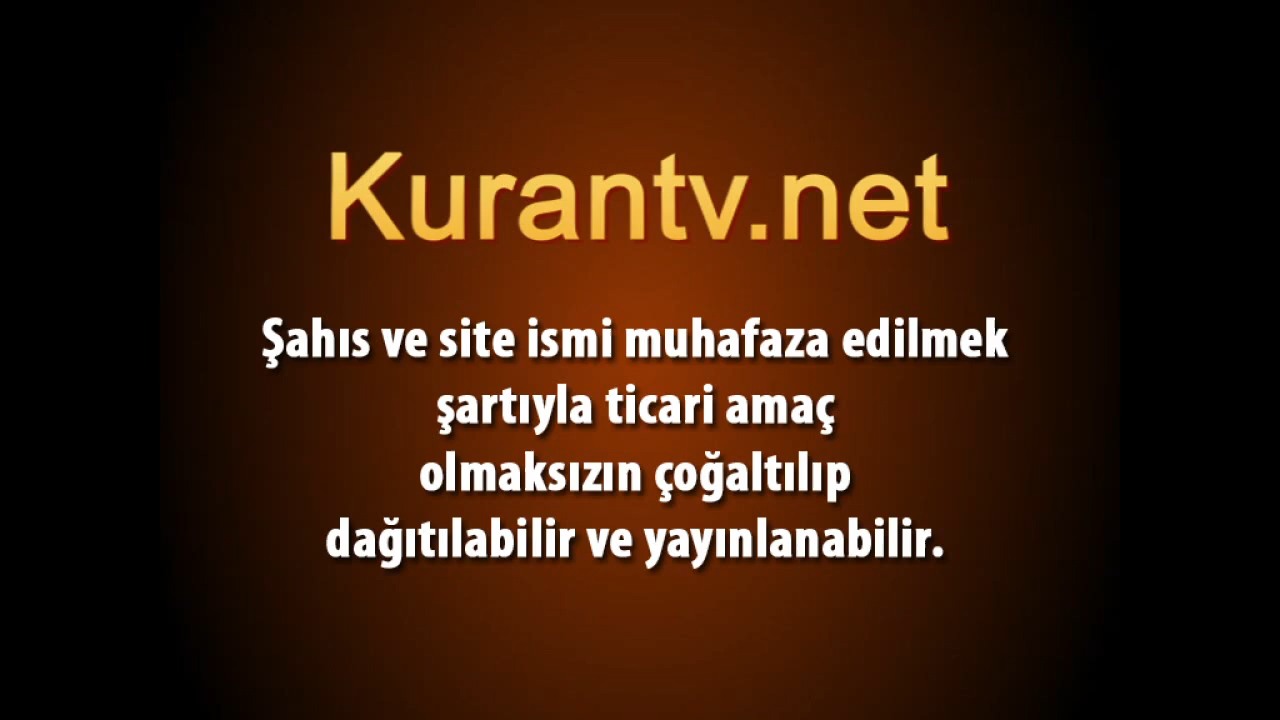 Kurantv.net
Şahıs ve site ismi muhafaza edilmek
şartıyla ticari amaç
olmaksızın çoğaltılıp
dağıtılabilir ve yayınlanabilir.